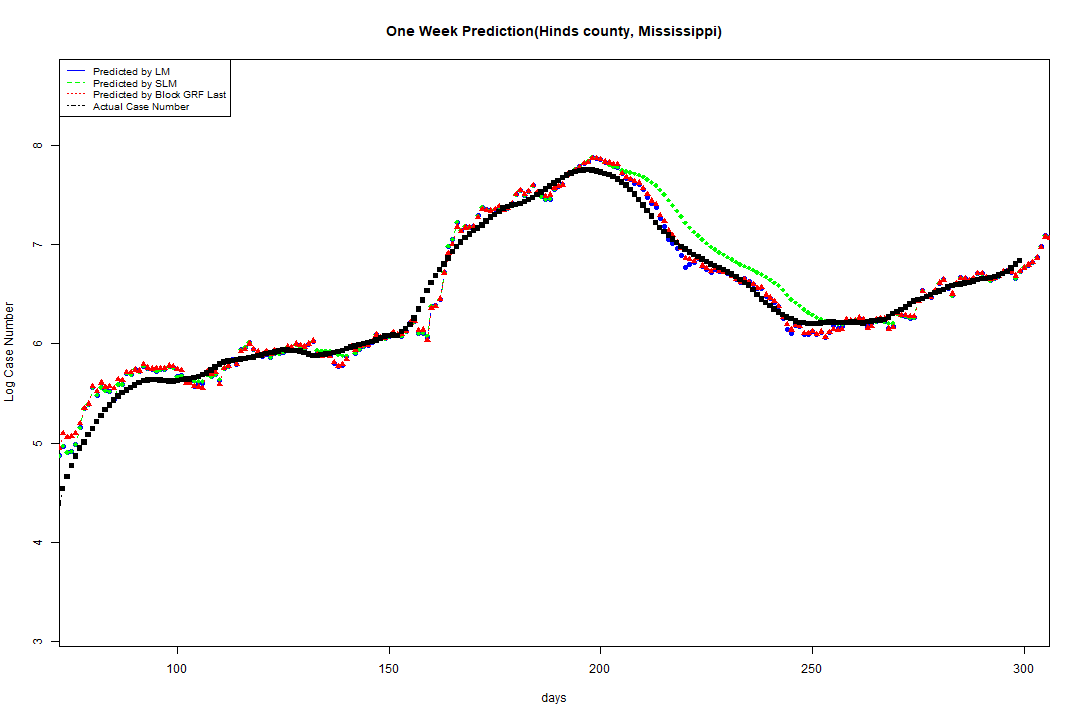 One Week Prediction(Hinds county, Mississippi)
Predicted by LM
Predicted by SLM
Predicted by Block GRF Last
Actual Case Number
8
7
6
5
4
3
Log Case Number
100 150 200 250 300
days